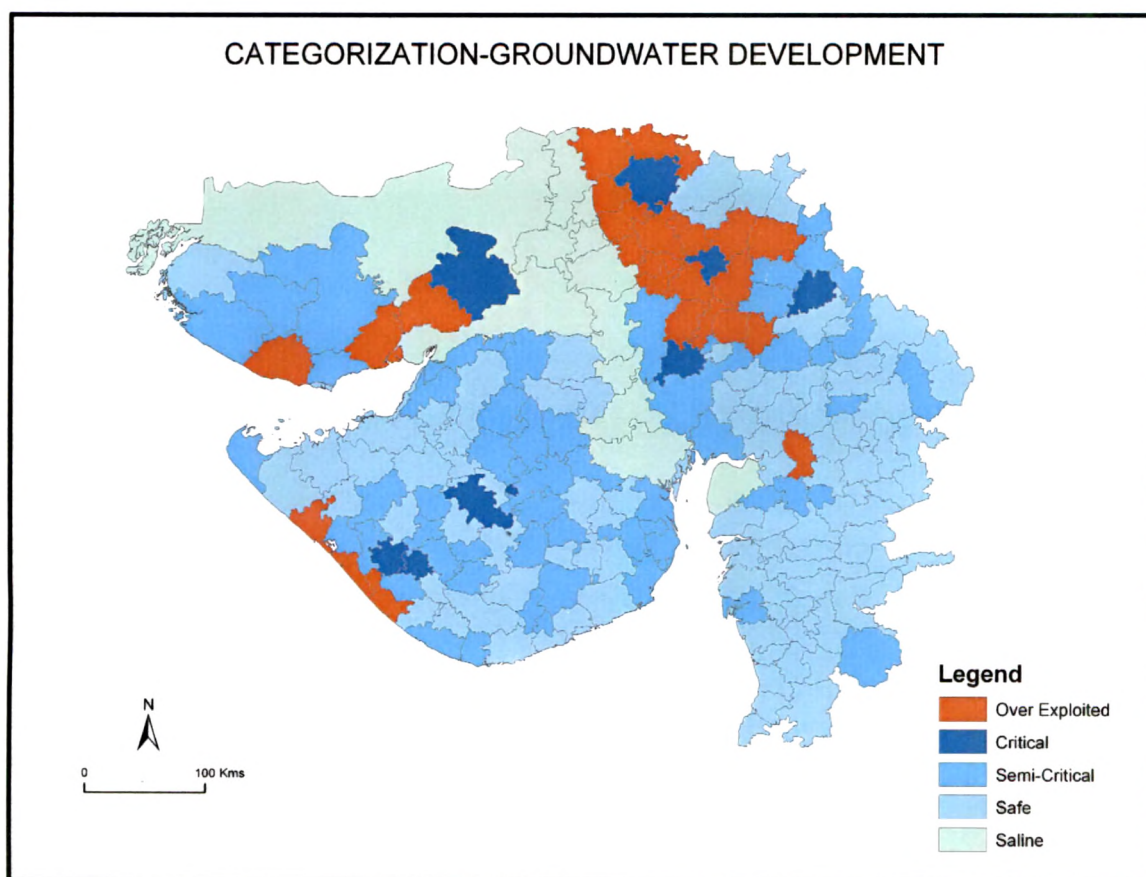 CATEGORIZATION-GROUNDWATER DEVELOPMENT
Legend
Over Exploited
Critical
Semi-Critical
Safe
Saline
N
0 100 Kms